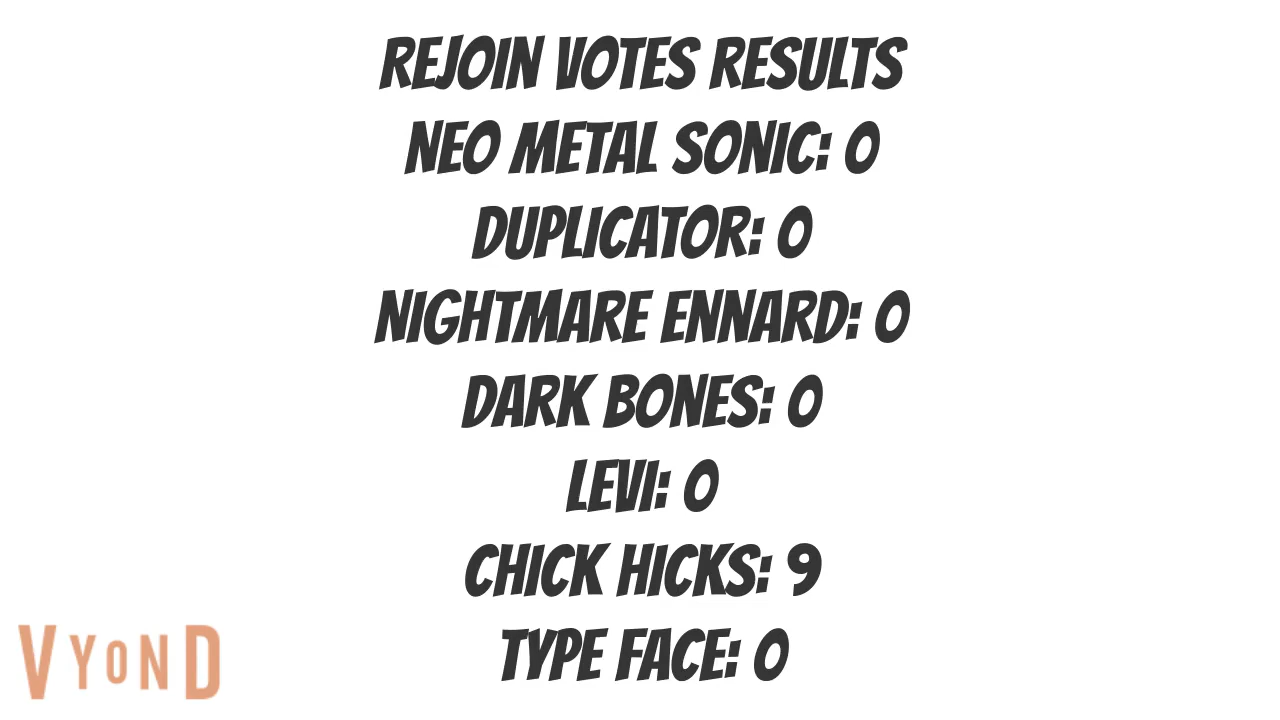 REJOIN VOTES RESULTS
NEO METAL SONIC: 0
DUPLICATOR: 0
NIGHTMARE ENNARD: 0
DARK BONES: 0
LEVI: 0
CHICK HICKS: 9
TYPE FACE: 0
VYOND